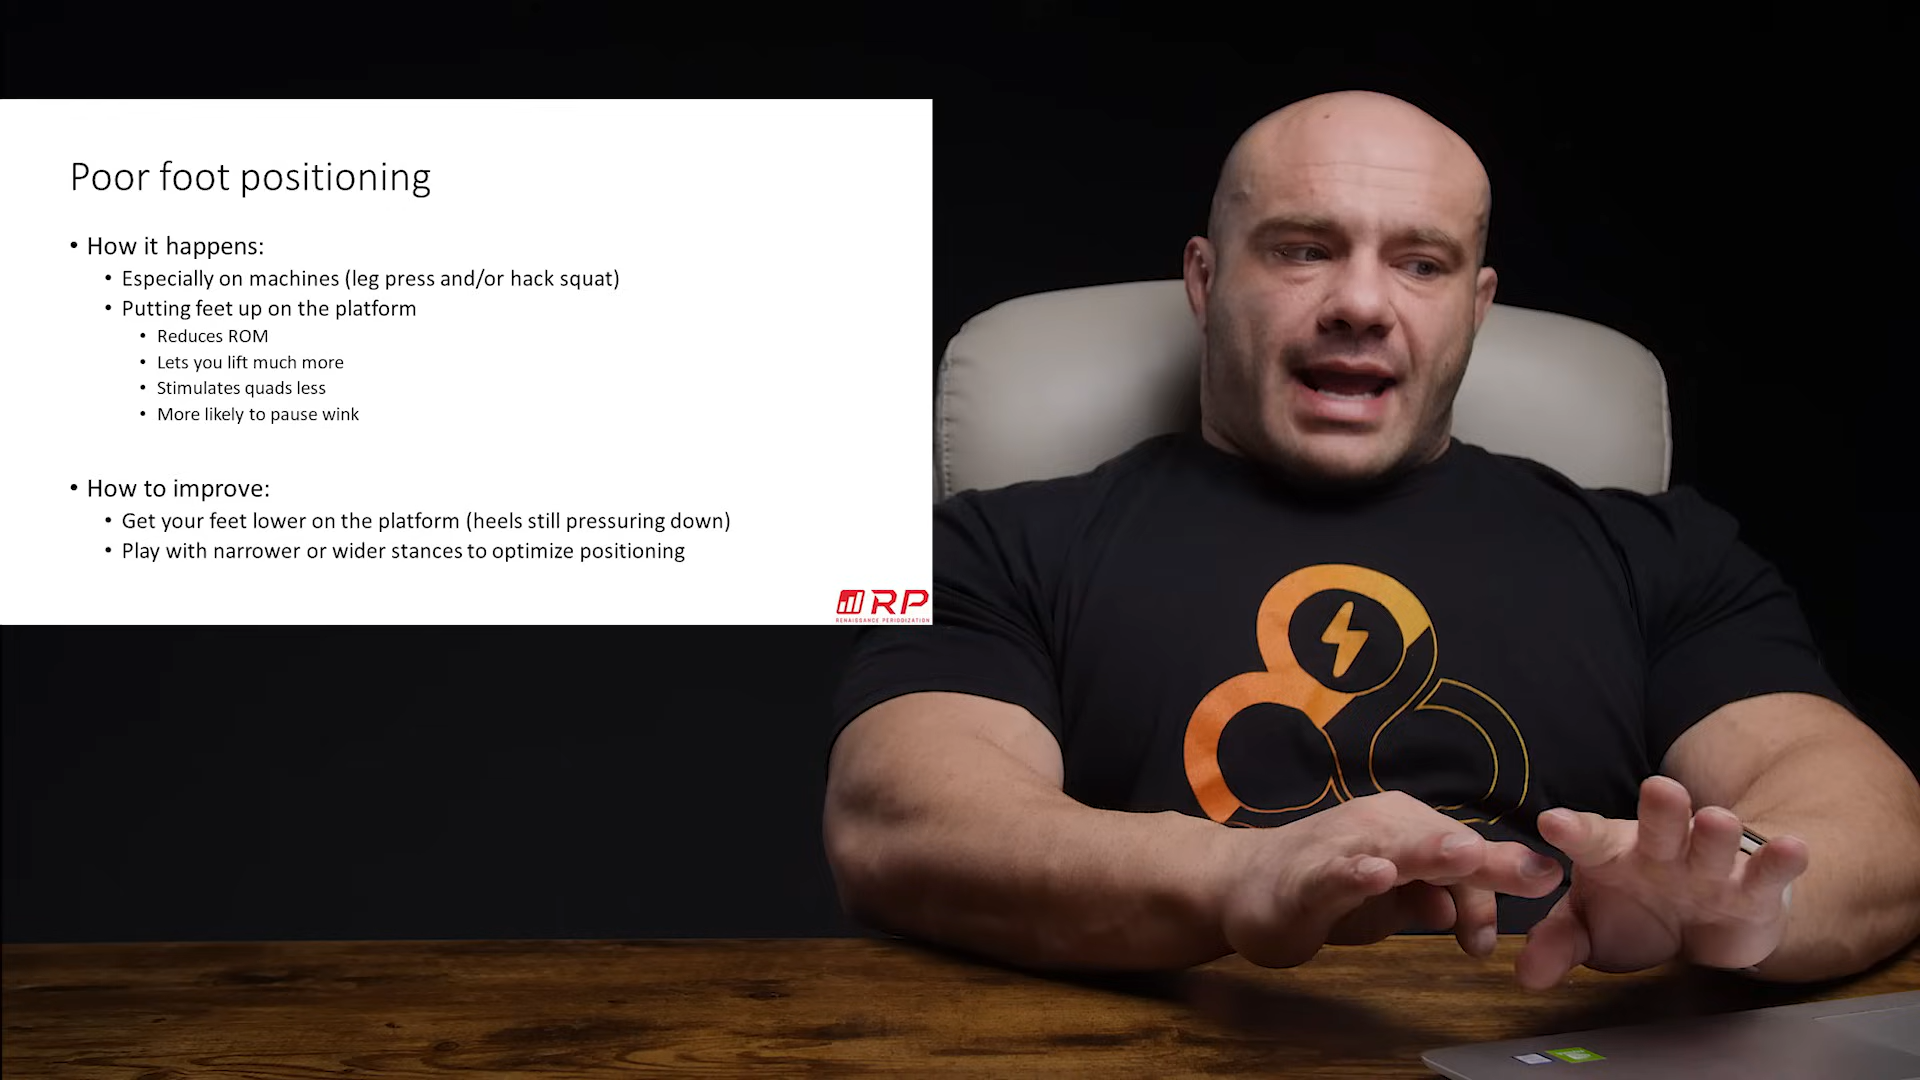 Poor foot positioning
• How it happens:
• Especially on machines (leg press and/or hack squat)
• Putting feet up on the platform
• Reduces ROM
• Lets you lift much more
• Stimulates quads less
• More likely to pause wink
• How to improve:
• Get your feet lower on the platform (heels still pressuring down)
• Play with narrower or wider stances to optimize positioning
RP
RENAISSANCE PERIODIZATION